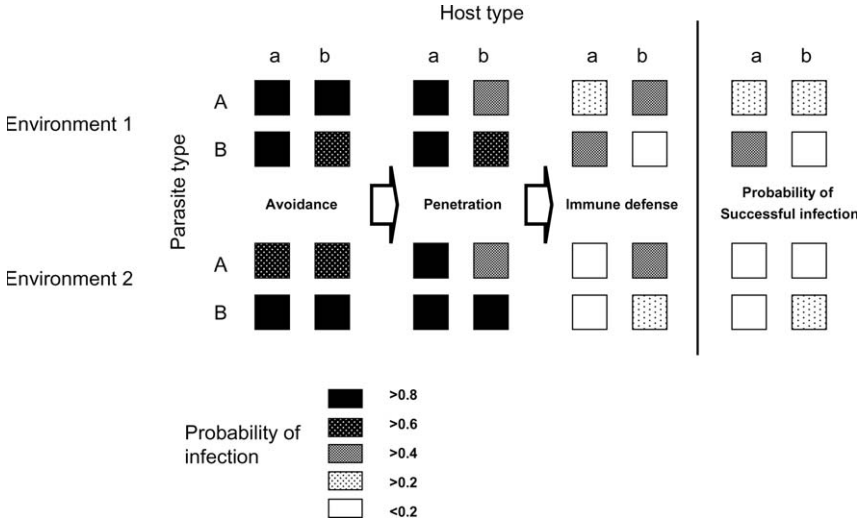 Host type
a b a b a b a b
Environment 1
Parasite type
A
B
Avoidance Penetration Immune defense Probability of
Successful infection
Environment 2
A
B
Probability of
infection
>0.8
>0.6
>0.4
>0.2
<0.2